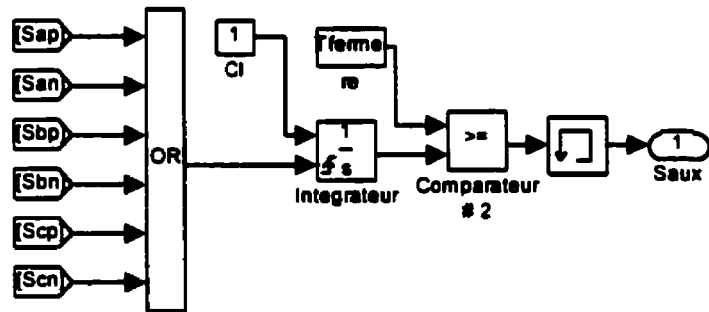 [Sap
[San
[Sbp
[Sbn
[Scp
[Scn
OR
1
CI
Tferme
re
1
s
Integrateur
>=
Comparateur
# 2
1
Saux